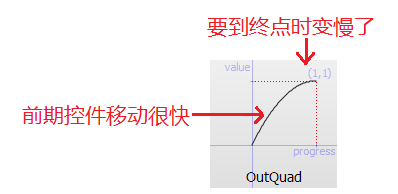 要到终点时变慢了
value
(1,1)
前期控件移动很快
progress
OutQuad